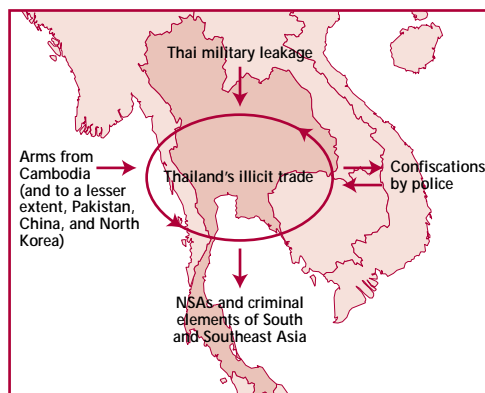 Thai military leakage
Arms from
Cambodia
(and to a lesser
extent, Pakistan,
China, and North
Korea)
Thailand's illicit trade
Confiscations
by police
NSAs and criminal
elements of South
and Southeast Asia